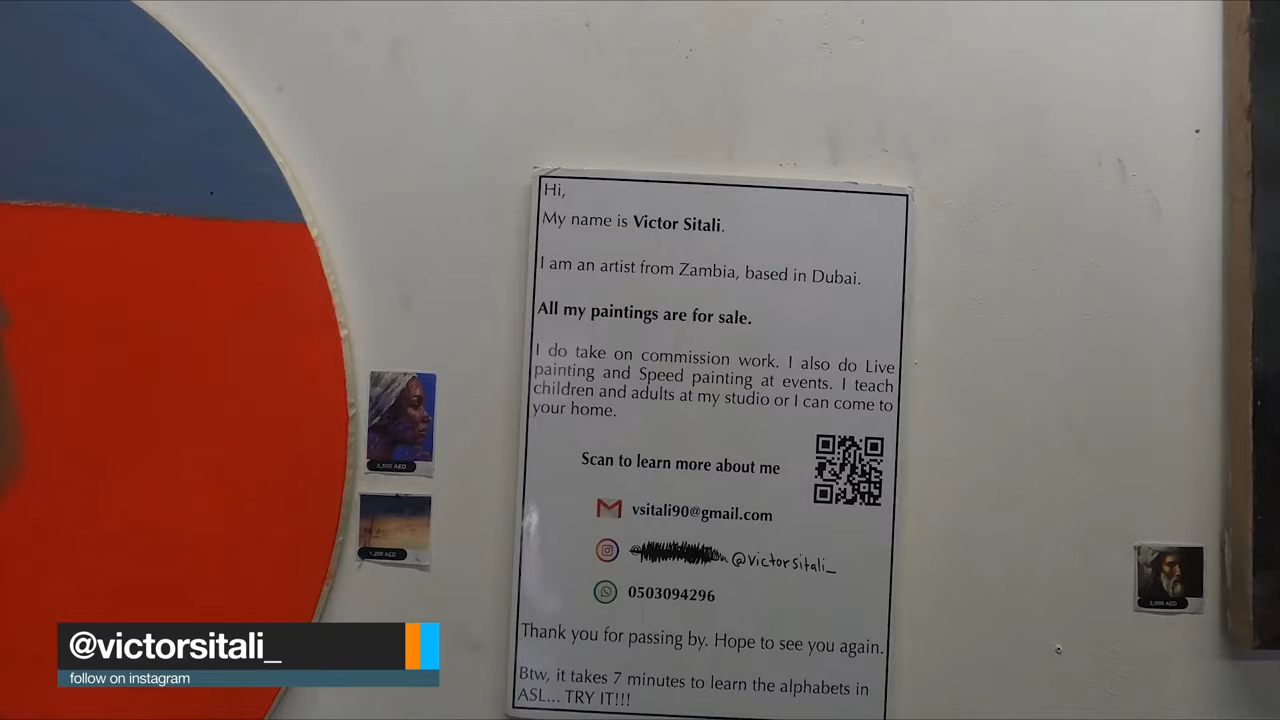 Hi,
My name is Victor Sitali.
I am an artist from Zambia, based in Dubai.
All my paintings are for sale.
I do take on commission work. I also do Live
painting and Speed painting at events. I teach
children and adults at my studio or I can come to
your home.
Scan to learn more about me
vsitali90@gmail.com
@victorsitali_
0503094296
Thank you for passing by. Hope to see you again.
Btw, it takes 7 minutes to learn the alphabets in
ASL... TRY IT!!!
3,500 AED
1,200 AED
@victorsitali_
follow on instagram